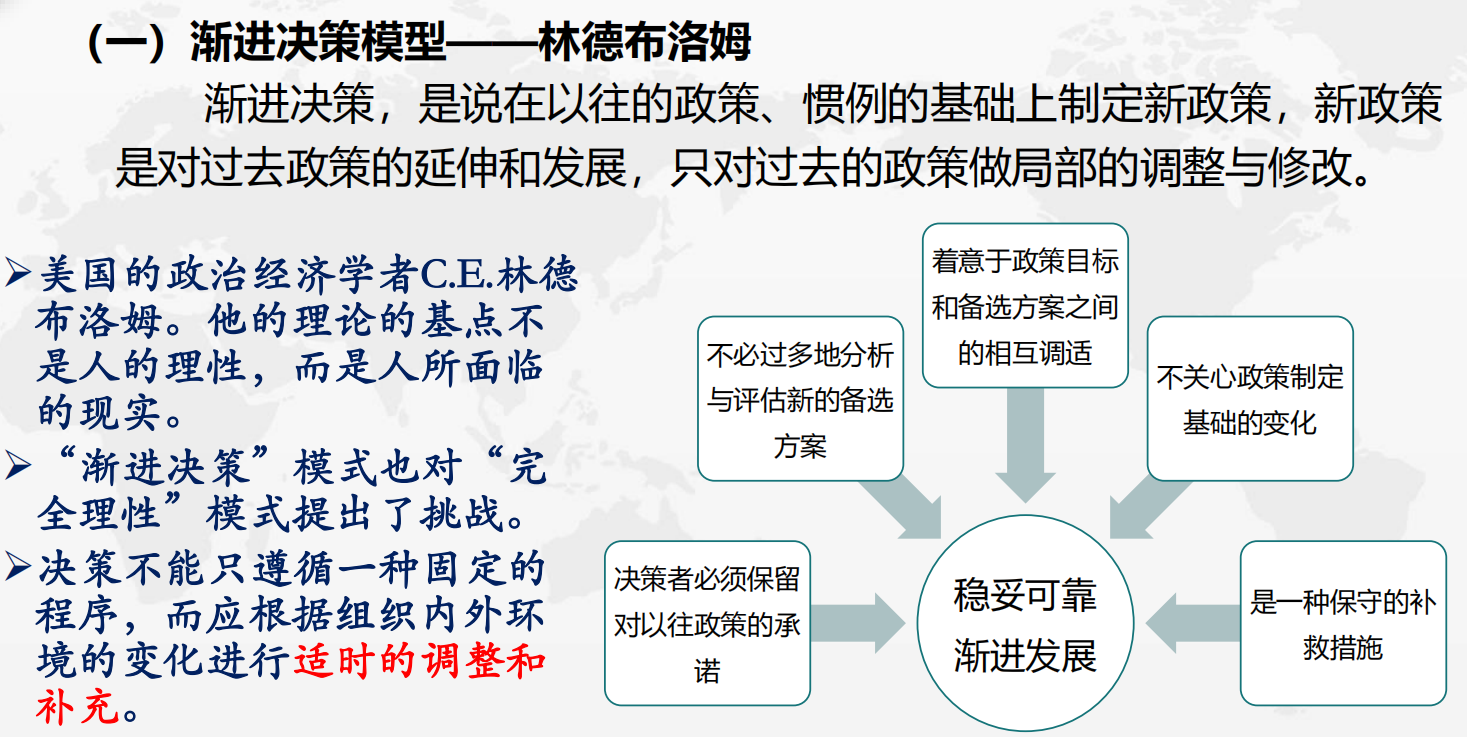 （一）渐进决策模型——林德布洛姆
渐进决策，是说在以往的政策、惯例的基础上制定新政策，新政策
是对过去政策的延伸和发展，只对过去的政策做局部的调整与修改。
➢美国的政治经济学者C.E.林德
布洛姆。他的理论的基点不
是人的理性，而是人所面临
的现实。
➢“渐进决策”模式也对“完
全理性”模式提出了挑战。
➢决策不能只遵循一种固定的
程序，而应根据组织内外环
境的变化进行适时的调整和
补充。
决策者必须保留
对以往政策的承
诺
不必过多地分析
与评估新的备选
方案
着意于政策目标
和备选方案之间
的相互调适
不关心政策制定
基础的变化
是一种保守的补
救措施
稳妥可靠
渐进发展